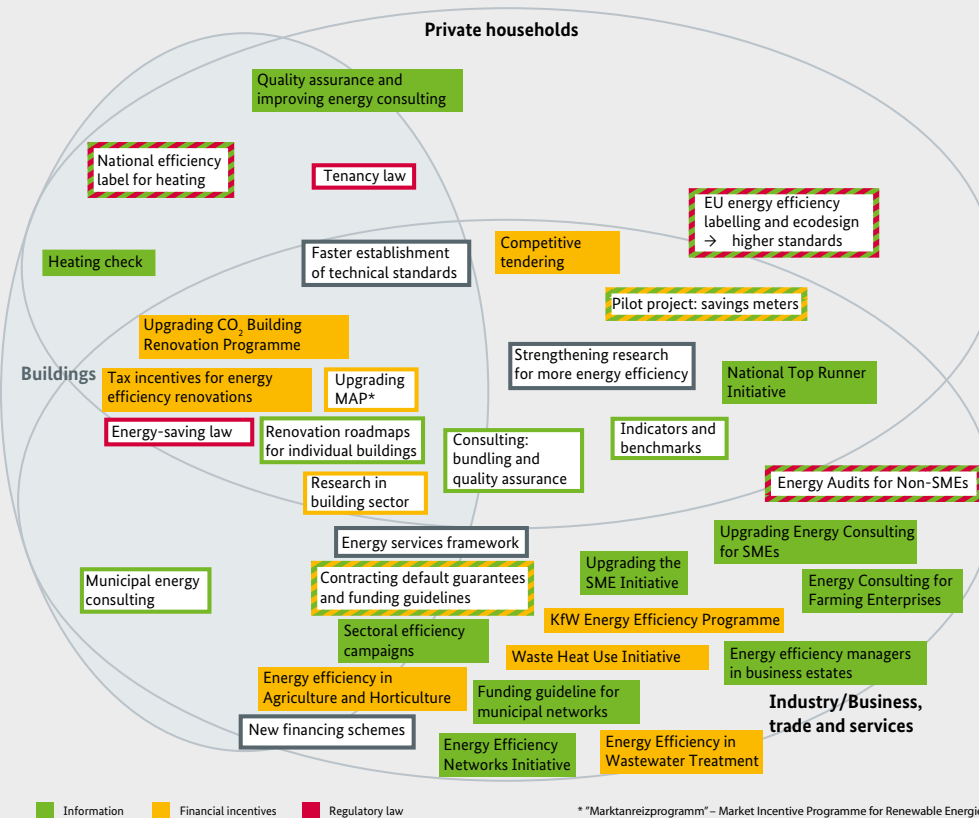 Private households
Quality assurance and
improving energy consulting
National efficiency
label for heating
Tenancy law
EU energy efficiency
labelling and ecodesign
→ higher standards
Heating check
Faster establishment
of technical standards
Competitive
tendering
Pilot project: savings meters
Upgrading CO₂ Building
Renovation Programme
Strengthening research
for more energy efficiency
Buildings
Tax incentives for energy
efficiency renovations
Upgrading
MAP*
National Top Runner
Initiative
Energy-saving law
Renovation roadmaps
for individual buildings
Consulting:
bundling and
quality assurance
Indicators and
benchmarks
Research in
building sector
Energy Audits for Non-SMEs
Energy services framework
Upgrading Energy Consulting
for SMEs
Municipal energy
consulting
Contracting default guarantees
and funding guidelines
Upgrading the
SME Initiative
Energy Consulting for
Farming Enterprises
KfW Energy Efficiency Programme
Sectoral efficiency
campaigns
Waste Heat Use Initiative
Energy efficiency managers
in business estates
Energy efficiency in
Agriculture and Horticulture
Funding guideline for
municipal networks
Industry/Business,
trade and services
New financing schemes
Energy Efficiency
Networks Initiative
Energy Efficiency in
Wastewater Treatment
Information
Financial incentives
Regulatory law
* "Marktanreizprogramm" – Market Incentive Programme for Renewable Energie